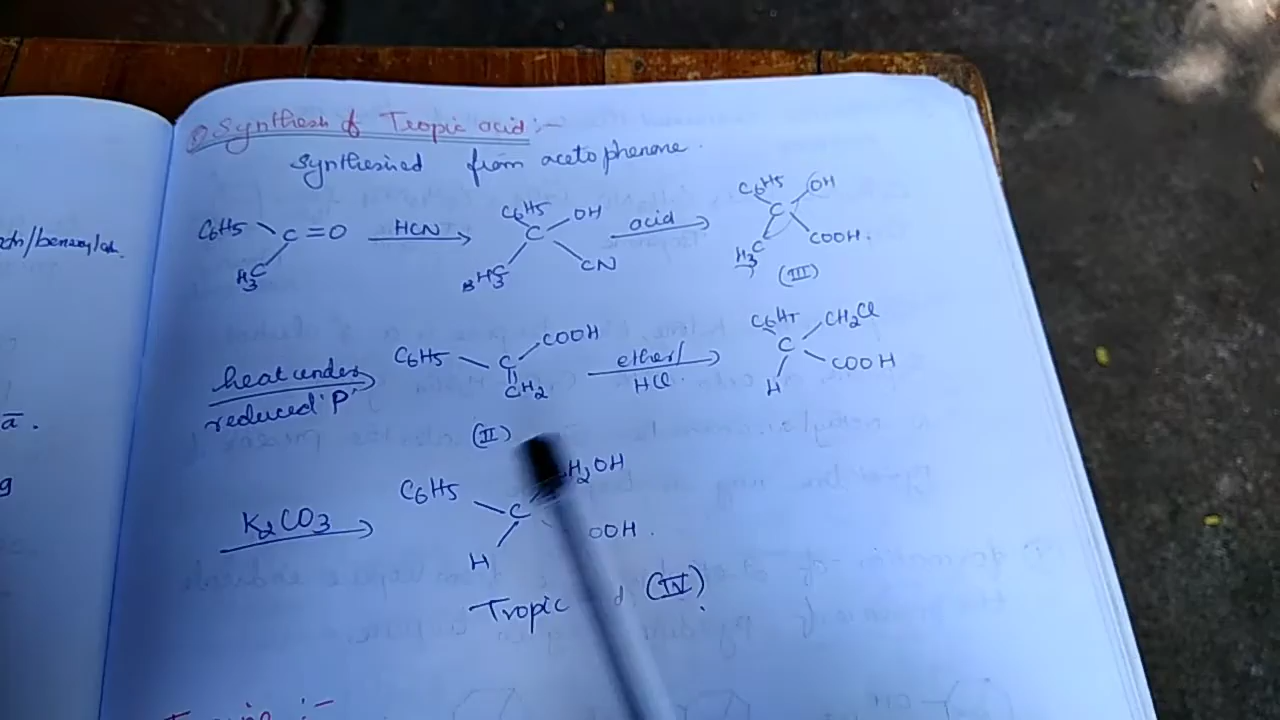 Synthesis of Tropic acid :-
Synthesised from acetophenone.
C6H5 C=O H3C HCN C6H5 OH C H3C CN acid C6H5 OH C H3C COOH.
(III)
heat under reduced 'P' C6H5 C COOH CH2 ether/HCl C6H5 CH2Cl C COOH H
(II)
K2CO3 C6H5 C H2OH OOH. H
Tropic (IV)